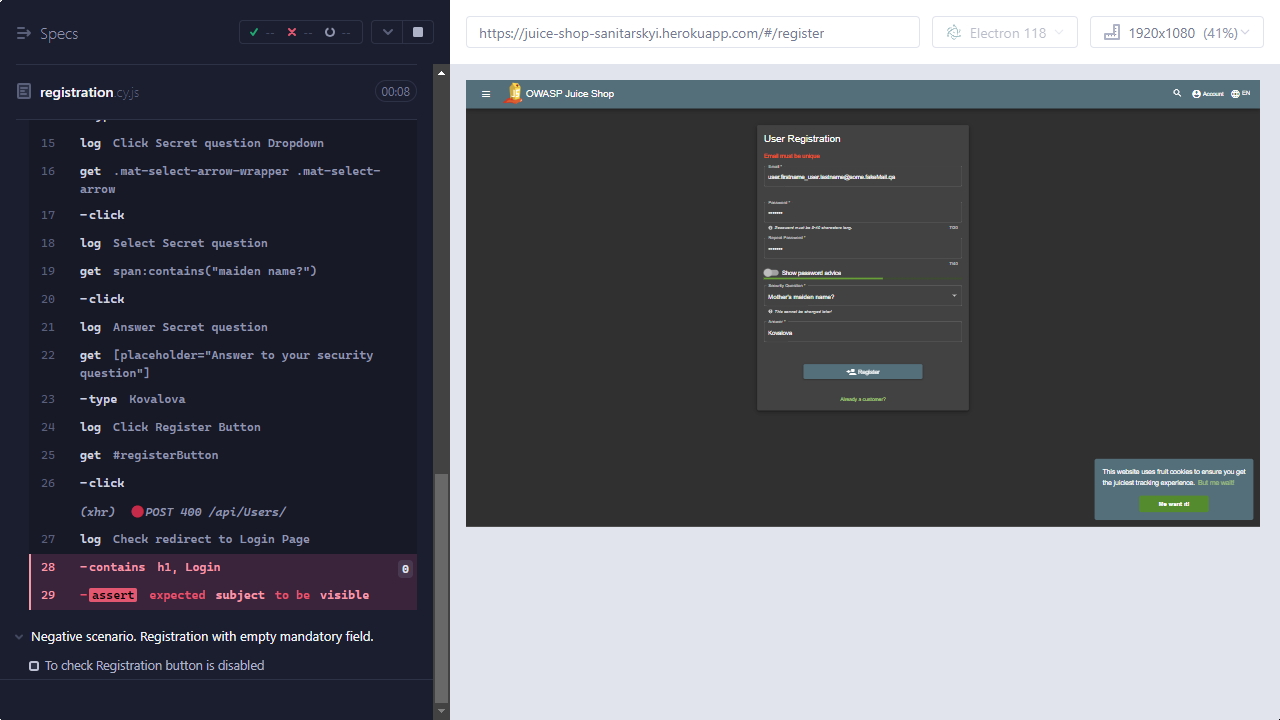 Specs
-- -- --
registration.cy.js
00:08
15 log Click Secret question Dropdown
16 get .mat-select-arrow-wrapper .mat-select-
arrow
17 -click
18 log Select Secret question
19 get span:contains("maiden name?")
20 -click
21 log Answer Secret question
22 get [placeholder="Answer to your security
question"]
23 -type Kovalova
24 log Click Register Button
25 get #registerButton
26 -click
(xhr) POST 400 /api/Users/
27 log Check redirect to Login Page
28 -contains h1, Login 0
29 -assert expected subject to be visible
Negative scenario. Registration with empty mandatory field.
To check Registration button is disabled
https://juice-shop-sanitarskyi.herokuapp.com/#/register
Electron 118
1920x1080 (41%)
OWASP Juice Shop
Account
EN
User Registration
Email must be unique
Email *
user.firstname_user.lastname@some.fakeMail.qa
Password *
•••••••
Password must be 5-40 characters long.
Repeat Password *
•••••••
7/40
Show password advice
Security Question *
Mother's maiden name?
This cannot be changed later!
Answer *
Kovalova
Register
Already a customer?
This website uses fruit cookies to ensure you get
the juiciest tracking experience. But me wait!
Me want it!